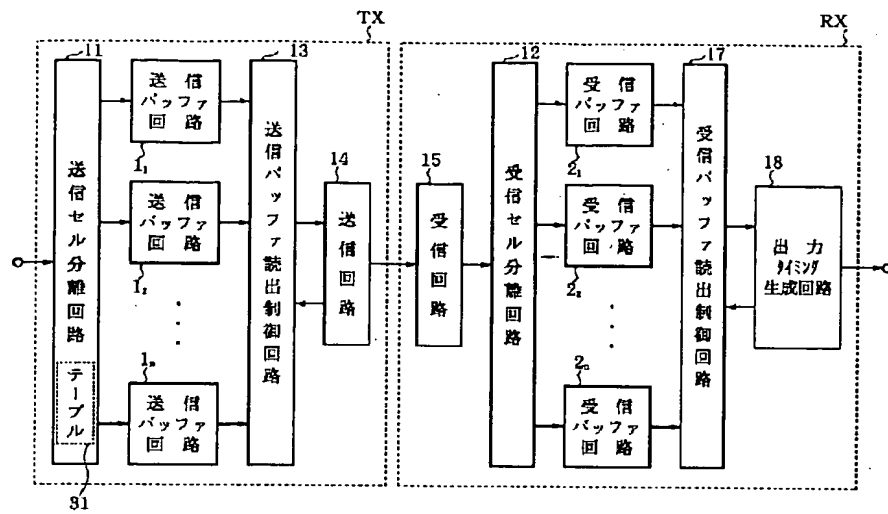 TX
RX
11
送信セル分離回路
テーブル
31
送信
バッファ
回路
1₁
送信
バッファ
回路
1₂
送信
バッファ
回路
1ₙ
13
送信バッファ読出制御回路
14
送信回路
15
受信回路
12
受信セル分離回路
受信
バッファ
回路
2₁
受信
バッファ
回路
2₂
受信
バッファ
回路
2ₙ
17
受信バッファ読出制御回路
18
出力
タイミング
生成回路